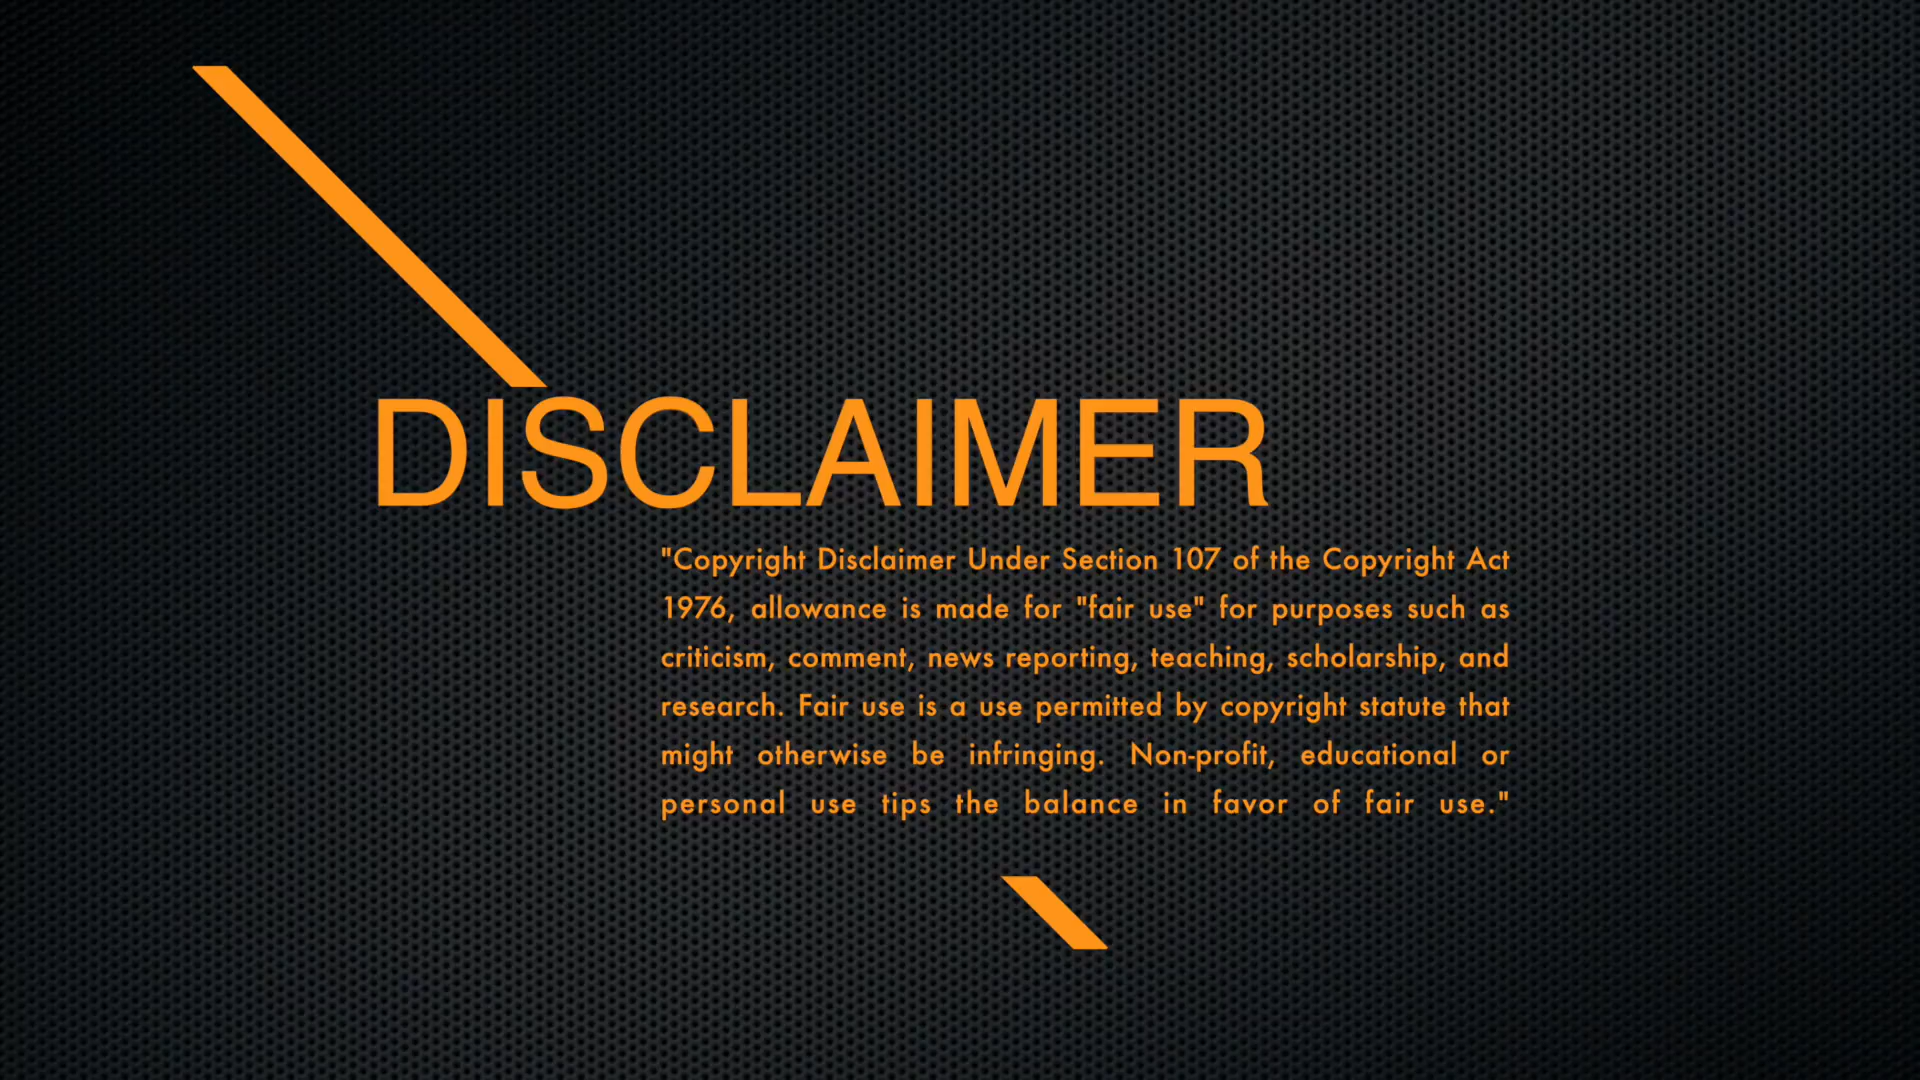 DISCLAIMER
"Copyright Disclaimer Under Section 107 of the Copyright Act
1976, allowance is made for "fair use" for purposes such as
criticism, comment, news reporting, teaching, scholarship, and
research. Fair use is a use permitted by copyright statute that
might otherwise be infringing. Non-profit, educational or
personal use tips the balance in favor of fair use."